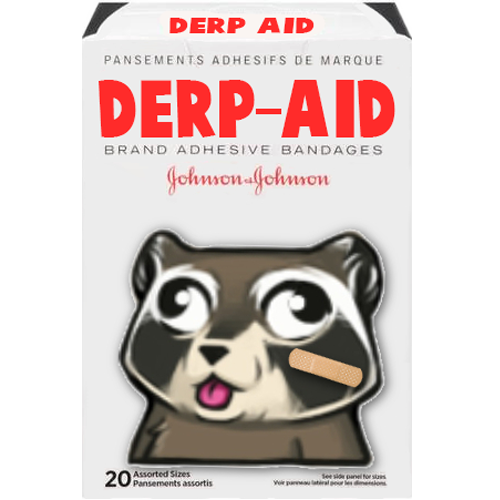 DERP AID
PANSEMENTS ADHESIFS DE MARQUE
DERP-AID
BRAND ADHESIVE BANDAGES
Johnson & Johnson
20 Assorted Sizes
Pansements assortis
See side panel for sizes.
Voir panneau latéral pour les dimensions.